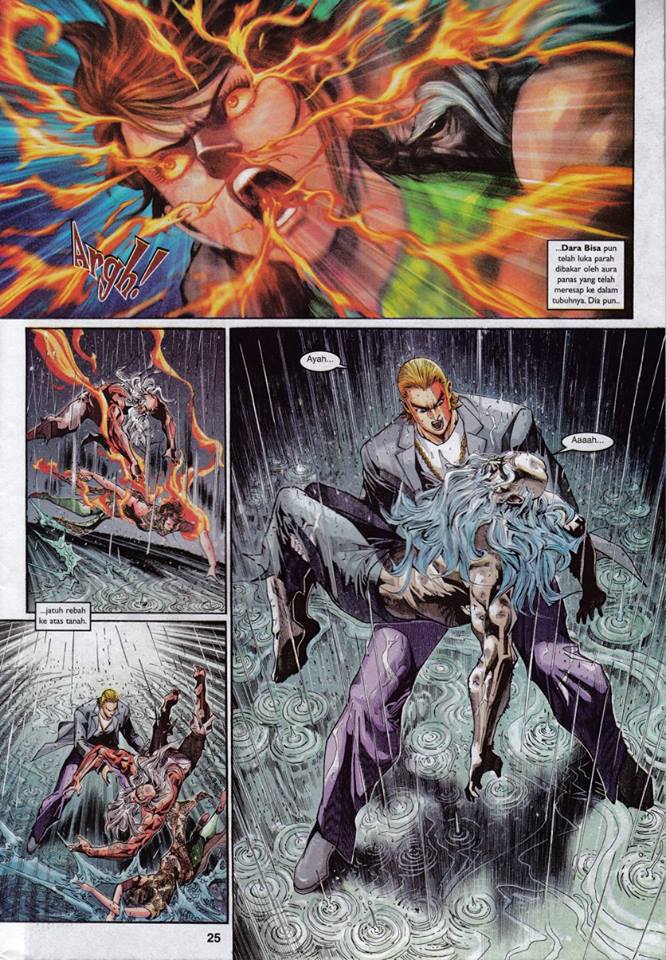 Argh!
...Dara Bisa pun
telah luka parah
dibakar oleh aura
panas yang telah
meresap ke dalam
tubuhnya. Dia pun..
...jatuh rebah
ke atas tanah.
Ayah...
Aaaah...
25